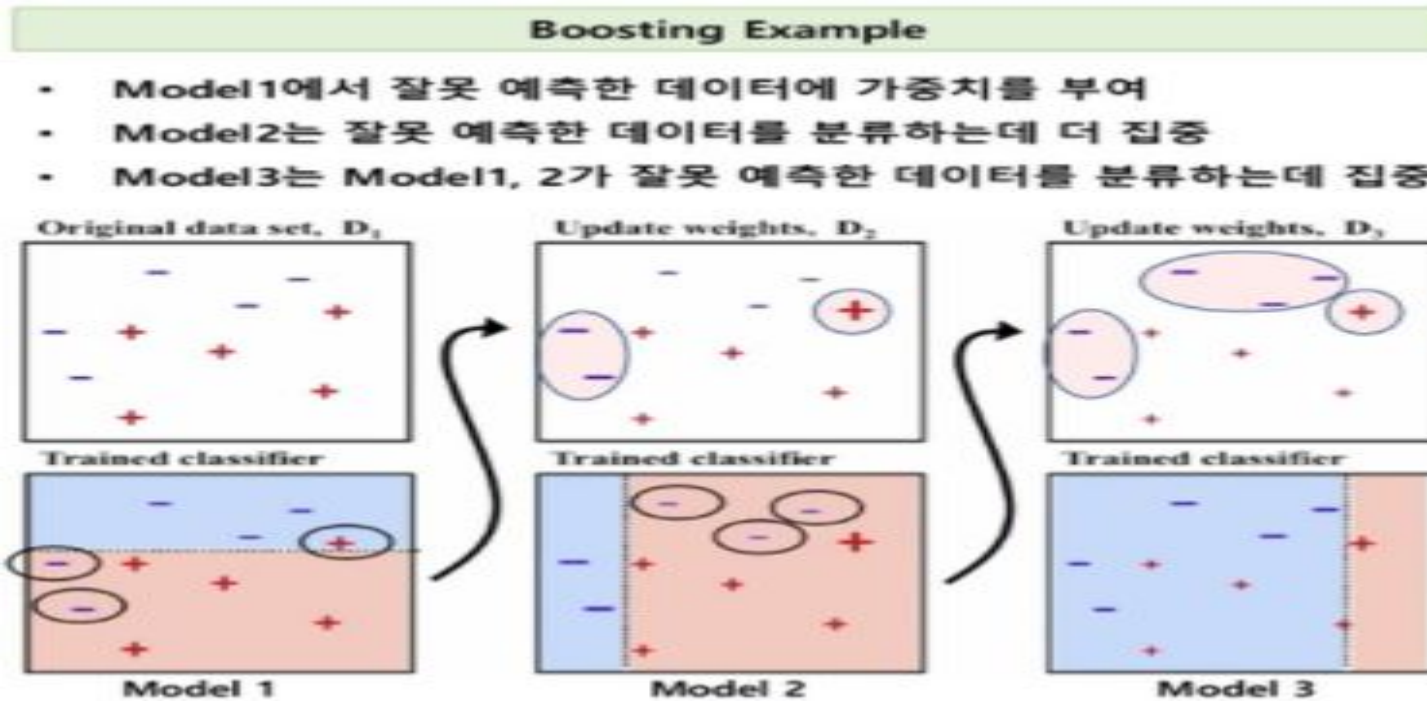 Boosting Example
• Model1에서 잘못 예측한 데이터에 가중치를 부여
• Model2는 잘못 예측한 데이터를 분류하는데 더 집중
• Model3는 Model1, 2가 잘못 예측한 데이터를 분류하는데 집중
Original data set, D₁
Update weights, D₂
Update weights, D₃
Trained classifier
Trained classifier
Trained classifier
Model 1
Model 2
Model 3